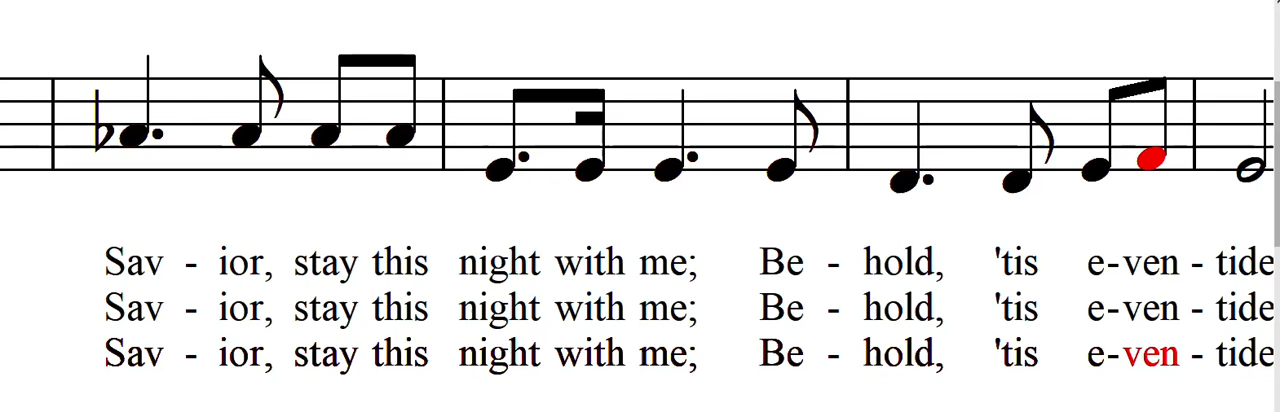 Sav - ior, stay this night with me; Be - hold, 'tis e-ven - tide
Sav - ior, stay this night with me; Be - hold, 'tis e-ven - tide
Sav - ior, stay this night with me; Be - hold, 'tis e-ven - tide